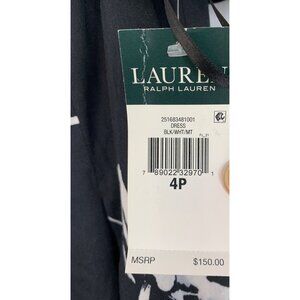 LAUREN
RALPH LAUREN
251683481001
DRESS
BLK/WHT/MT
7 89022 32970 1
4P
MSRP $150.00